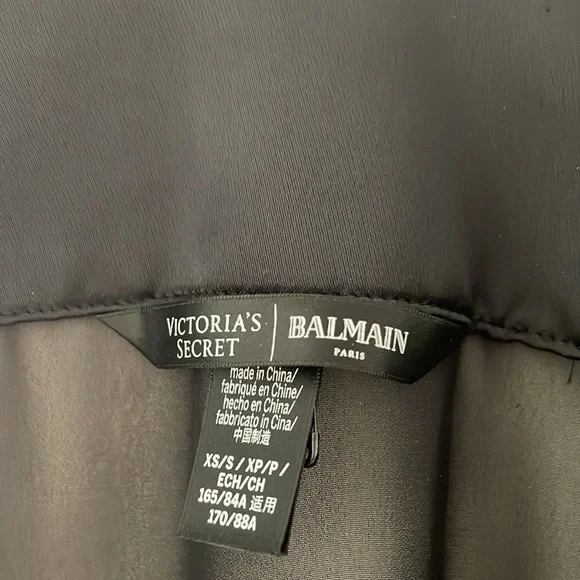 VICTORIA'S
SECRET
BALMAIN
PARIS
made in China/
fabriqué en Chine/
hecho en China/
fabbricato in Cina/
中国制造
XS/S / XP/P /
ECH/CH
165/84A 适用
170/88A